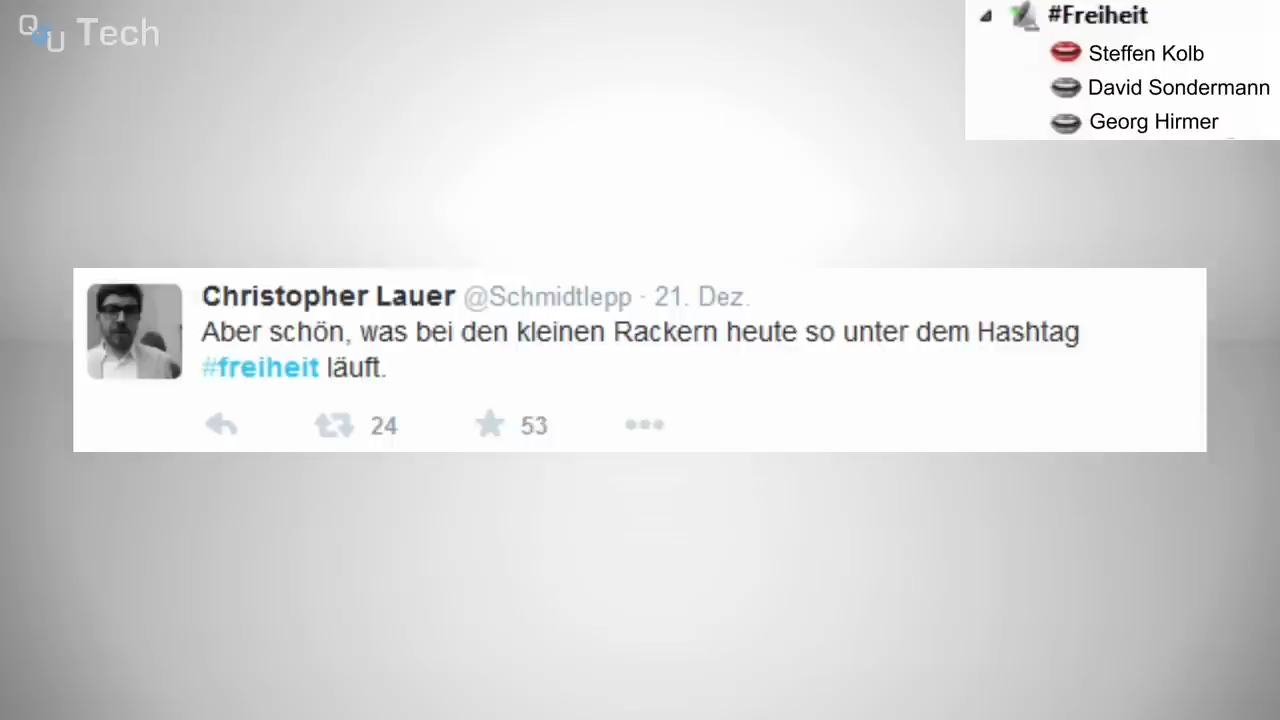 QSU Tech
#Freiheit
Steffen Kolb
David Sondermann
Georg Hirmer
Christopher Lauer @Schmidtlepp · 21. Dez.
Aber schön, was bei den kleinen Rackern heute so unter dem Hashtag
#freiheit läuft.
24 53